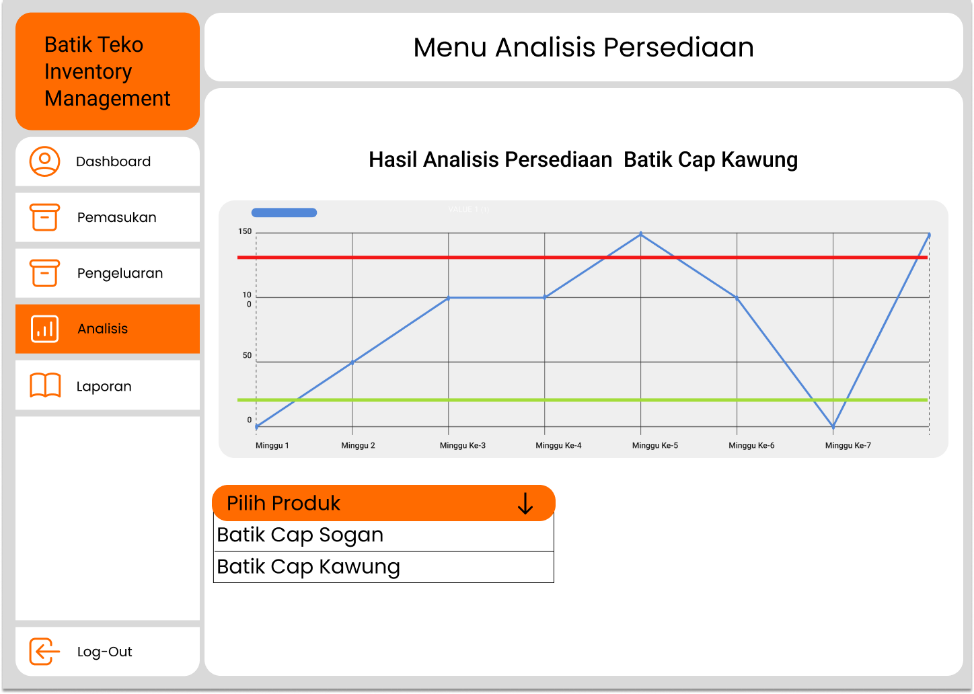 Batik Teko
Inventory
Management
Menu Analisis Persediaan
Dashboard
Pemasukan
Pengeluaran
Analisis
Laporan
Log-Out
Hasil Analisis Persediaan Batik Cap Kawung
150
10
0
50
0
Minggu 1
Minggu 2
Minggu Ke-3
Minggu Ke-4
Minggu Ke-5
Minggu Ke-6
Minggu Ke-7
Pilih Produk
Batik Cap Sogan
Batik Cap Kawung